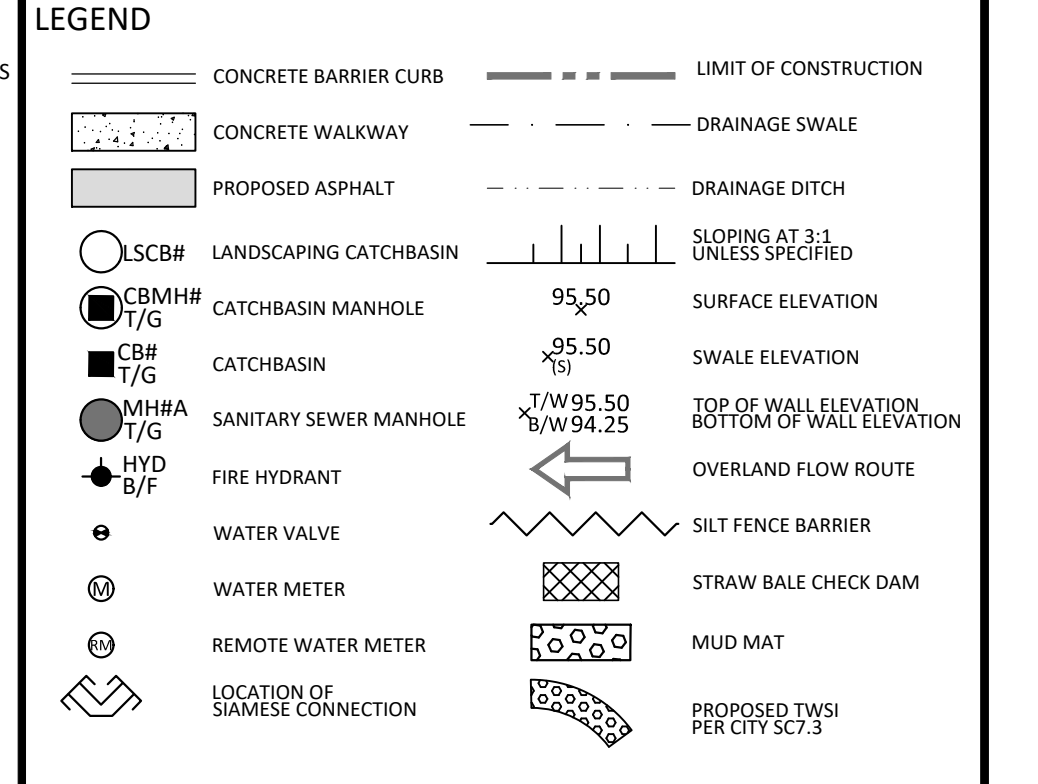 LEGEND
S
CONCRETE BARRIER CURB
CONCRETE WALKWAY
PROPOSED ASPHALT
LSCB#
LANDSCAPING CATCHBASIN
CBMH#
T/G
CATCHBASIN MANHOLE
CB#
T/G
CATCHBASIN
MH#A
T/G
SANITARY SEWER MANHOLE
HYD
B/F
FIRE HYDRANT
WATER VALVE
M
WATER METER
RM
REMOTE WATER METER
LOCATION OF
SIAMESE CONNECTION
LIMIT OF CONSTRUCTION
DRAINAGE SWALE
DRAINAGE DITCH
SLOPING AT 3:1
UNLESS SPECIFIED
95.50
SURFACE ELEVATION
95.50
(S)
SWALE ELEVATION
T/W 95.50
B/W 94.25
TOP OF WALL ELEVATION
BOTTOM OF WALL ELEVATION
OVERLAND FLOW ROUTE
SILT FENCE BARRIER
STRAW BALE CHECK DAM
MUD MAT
PROPOSED TWSI
PER CITY SC7.3